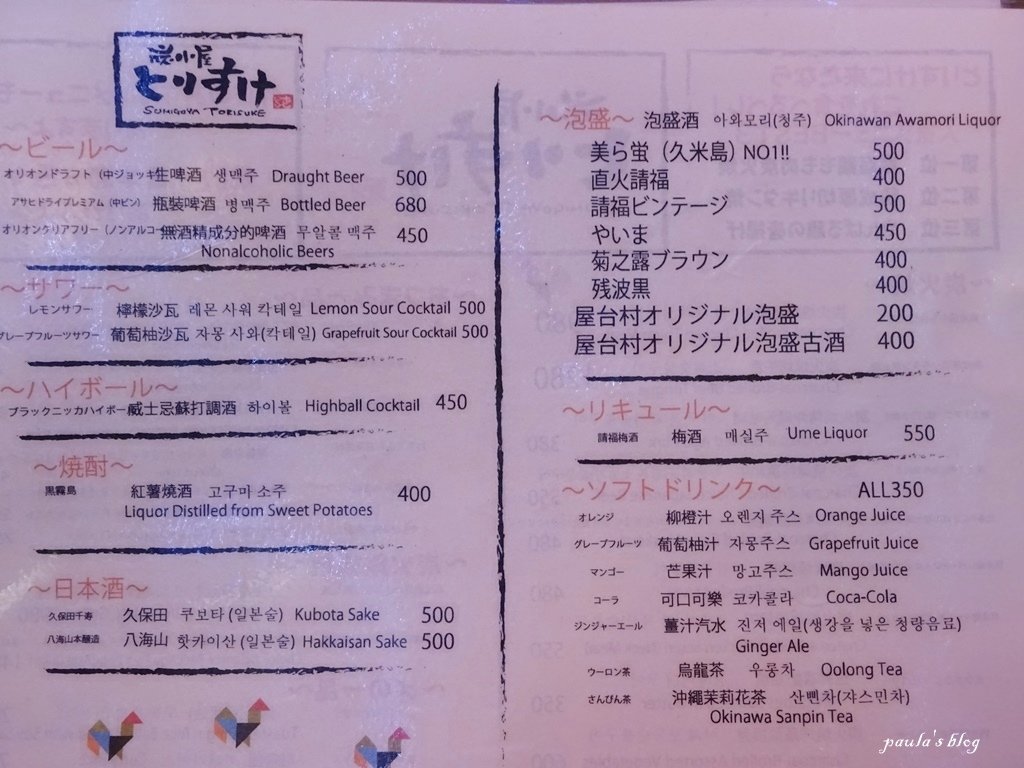 炭火小屋
とりすけ
SUMIGOYA TORISUKE
～ビール～
オリオンドラフト（中ジョッキ 生啤酒 생맥주 Draught Beer 500
アサヒドライプレミアム（中ビン） 瓶裝啤酒 병맥주 Bottled Beer 680
オリオンクリアフリー（ノンアルコー 無酒精成分的啤酒 무알콜 맥주 450
Nonalcoholic Beers
～サワー～
レモンサワー 檸檬沙瓦 레몬 사워 칵테일 Lemon Sour Cocktail 500
グレープフルーツサワー 葡萄柚沙瓦 자몽 사와(칵테일) Grapefruit Sour Cocktail 500
～ハイボール～
ブラックニッカハイボー 威士忌蘇打調酒 하이볼 Highball Cocktail 450
～焼酎～
黒霧島 紅薯燒酒 고구마 소주 400
Liquor Distilled from Sweet Potatoes
～日本酒～
久保田千寿 久保田 쿠보타 (일본술) Kubota Sake 500
八海山本醸造 八海山 핫카이산 (일본술) Hakkaisan Sake 500
～泡盛～ 泡盛酒 아와모리(청주) Okinawan Awamori Liquor
美ら蛍（久米島）NO1!! 500
直火請福 400
請福ビンテージ 500
やいま 450
菊之露ブラウン 400
残波黒 400
屋台村オリジナル泡盛 200
屋台村オリジナル泡盛古酒 400
～リキュール～
請福梅酒 梅酒 매실주 Ume Liquor 550
～ソフトドリンク～ ALL350
オレンジ 柳橙汁 오렌지 주스 Orange Juice
グレープフルーツ 葡萄柚汁 자몽주스 Grapefruit Juice
マンゴー 芒果汁 망고주스 Mango Juice
コーラ 可口可樂 코카콜라 Coca-Cola
ジンジャーエール 薑汁汽水 진저 에일(생강을 넣은 청량음료)
Ginger Ale
ウーロン茶 烏龍茶 우롱차 Oolong Tea
さんぴん茶 沖繩茉莉花茶 산삔차(쟈스민차)
Okinawa Sanpin Tea
paula's blog